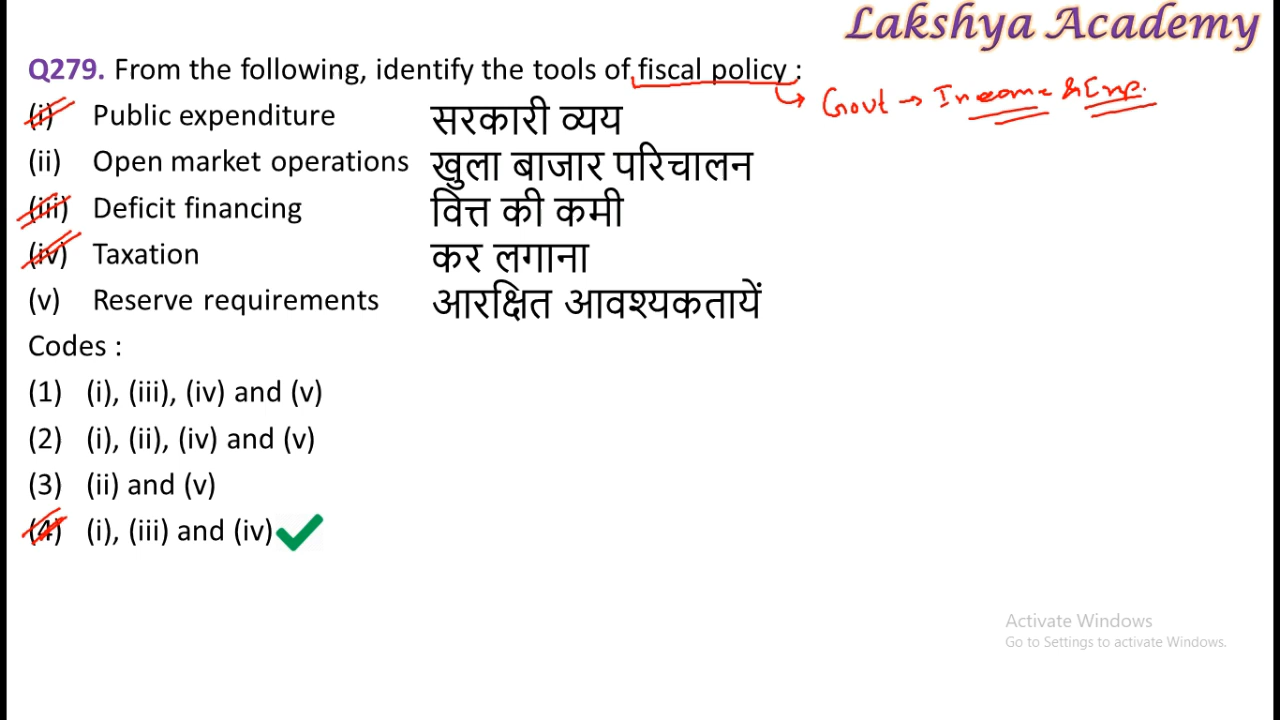 Lakshya Academy
Q279. From the following, identify the tools of fiscal policy :
Govt → Income & Exp.
(i) Public expenditure सरकारी व्यय
(ii) Open market operations खुला बाजार परिचालन
(iii) Deficit financing वित्त की कमी
(iv) Taxation कर लगाना
(v) Reserve requirements आरक्षित आवश्यकतायें
Codes :
(1) (i), (iii), (iv) and (v)
(2) (i), (ii), (iv) and (v)
(3) (ii) and (v)
(4) (i), (iii) and (iv)
Activate Windows
Go to Settings to activate Windows.